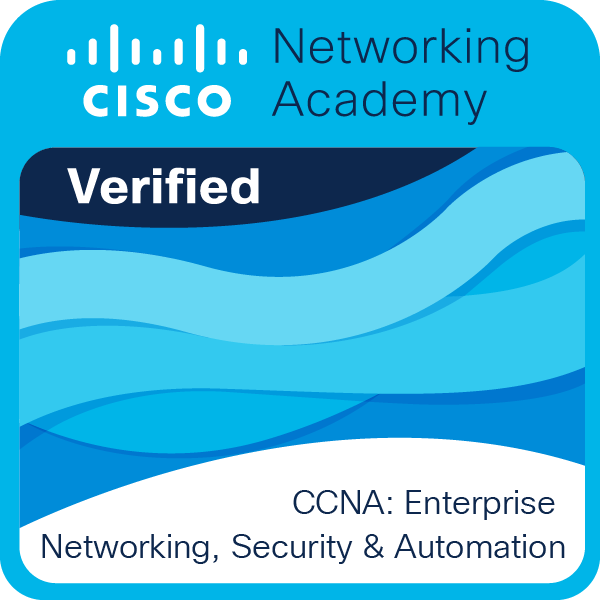 CISCO
Networking
Academy
Verified
CCNA: Enterprise
Networking, Security & Automation